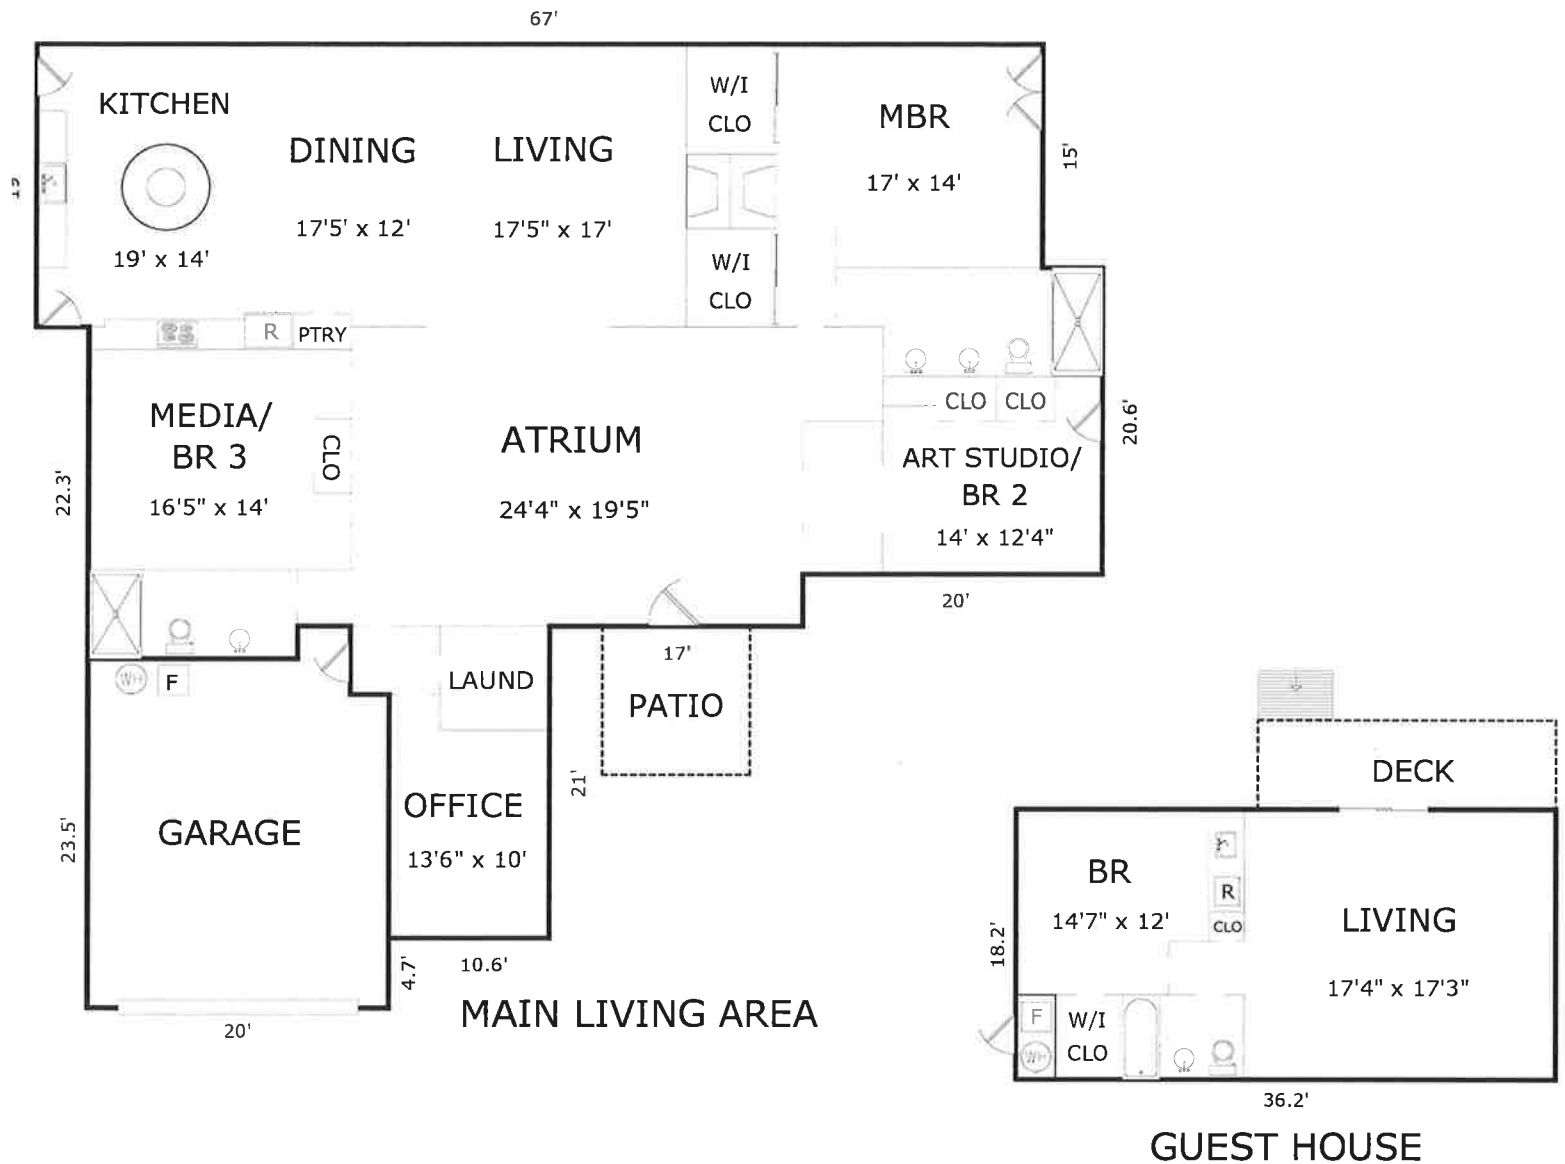 67'
KITCHEN
19' x 14'
DINING
17'5' x 12'
LIVING
17'5" x 17'
W/I
CLO
W/I
CLO
MBR
17' x 14'
15'
R
PTRY
MEDIA/
BR 3
16'5" x 14'
CLO
22.3'
ATRIUM
24'4" x 19'5"
CLO
CLO
ART STUDIO/
BR 2
14' x 12'4"
20.6'
20'
17'
PATIO
21'
LAUND
WH
F
GARAGE
23.5'
20'
OFFICE
13'6" x 10'
4.7'
10.6'
MAIN LIVING AREA
DECK
BR
14'7" x 12'
R
CLO
LIVING
17'4" x 17'3"
18.2'
F
WH
W/I
CLO
36.2'
GUEST HOUSE